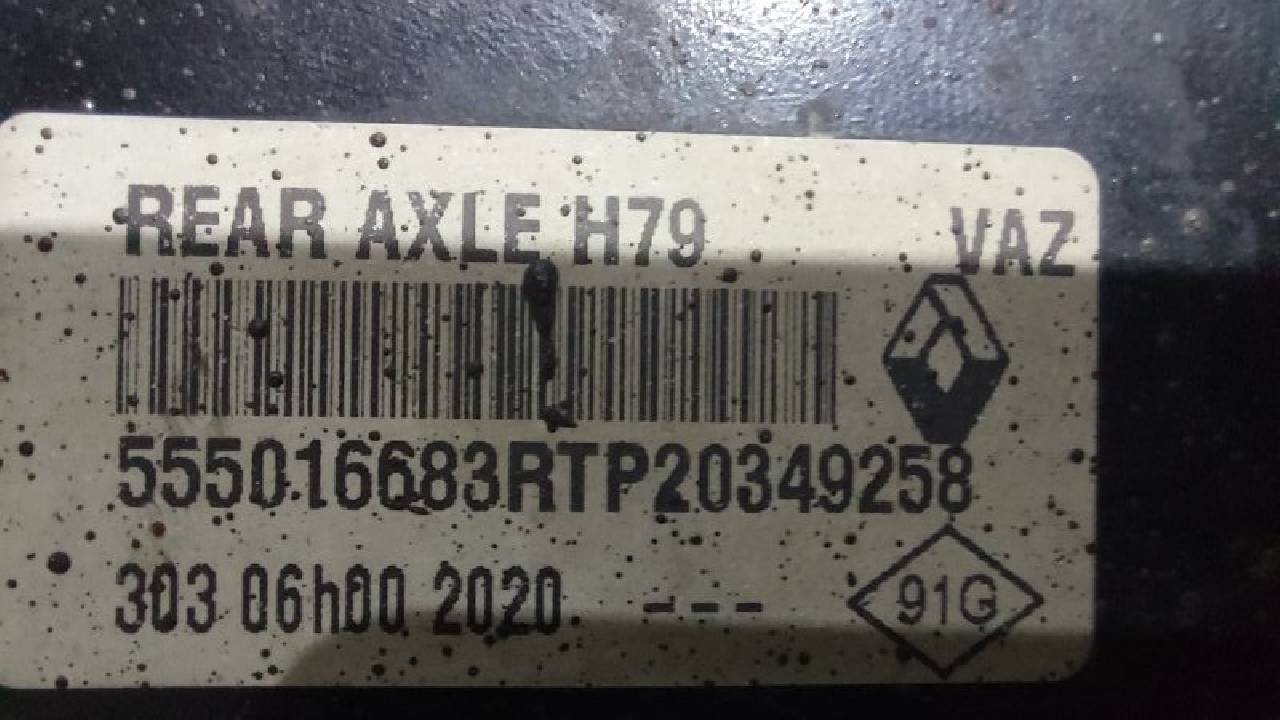 REAR AXLE H79
VAZ
555016683RTP20349258
303 06h00 2020 ---
91G